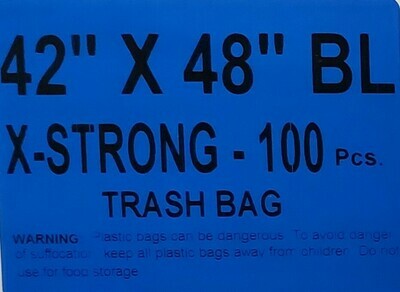 42" X 48" BL
X-STRONG - 100 Pcs.
TRASH BAG
WARNING: Plastic bags can be dangerous. To avoid danger
of suffocation, keep all plastic bags away from children. Do not
use for food storage.